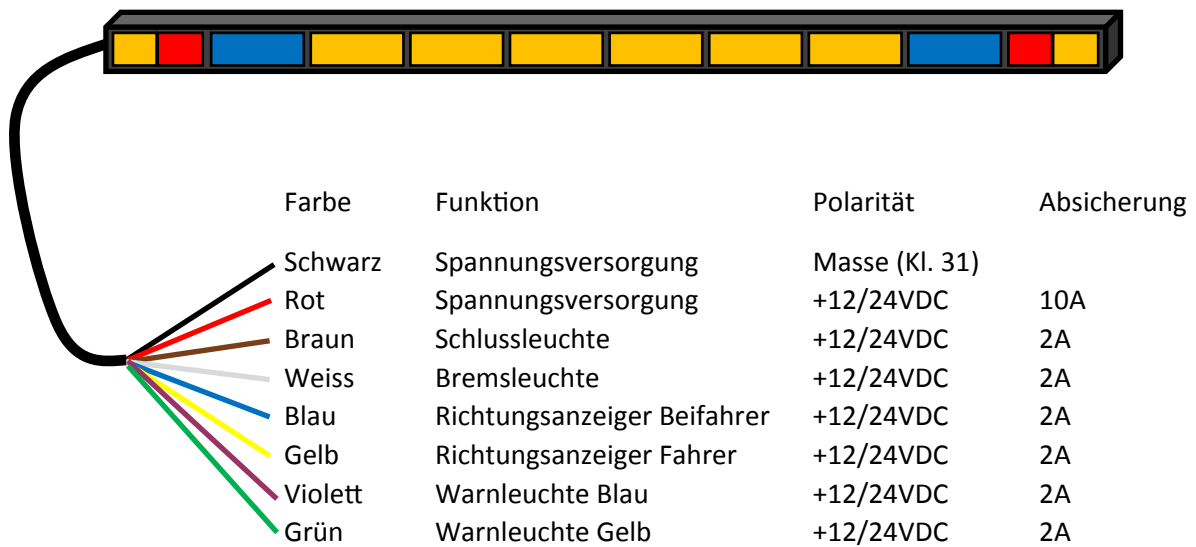 Farbe Funktion Polarität Absicherung
Schwarz Spannungsversorgung Masse (Kl. 31)
Rot Spannungsversorgung +12/24VDC 10A
Braun Schlussleuchte +12/24VDC 2A
Weiss Bremsleuchte +12/24VDC 2A
Blau Richtungsanzeiger Beifahrer +12/24VDC 2A
Gelb Richtungsanzeiger Fahrer +12/24VDC 2A
Violett Warnleuchte Blau +12/24VDC 2A
Grün Warnleuchte Gelb +12/24VDC 2A